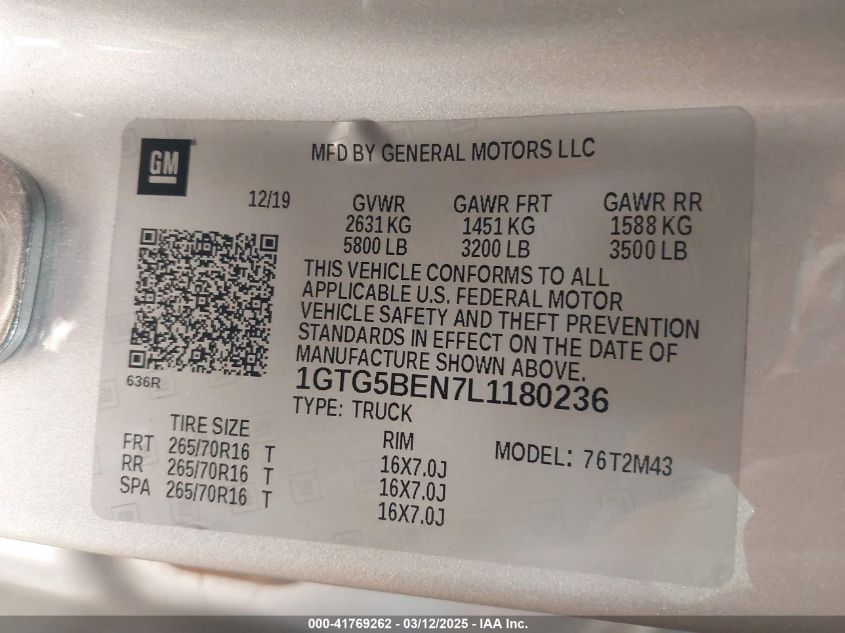 GM
MFD BY GENERAL MOTORS LLC
12/19
GVWR GAWR FRT GAWR RR
2631 KG 1451 KG 1588 KG
5800 LB 3200 LB 3500 LB
THIS VEHICLE CONFORMS TO ALL
APPLICABLE U.S. FEDERAL MOTOR
VEHICLE SAFETY AND THEFT PREVENTION
STANDARDS IN EFFECT ON THE DATE OF
MANUFACTURE SHOWN ABOVE.
636R
1GTG5BEN7L1180236
TYPE: TRUCK
TIRE SIZE RIM MODEL: 76T2M43
FRT 265/70R16 T 16X7.0J
RR 265/70R16 T 16X7.0J
SPA 265/70R16 T 16X7.0J
000-41769262 - 03/12/2025 - IAA Inc.